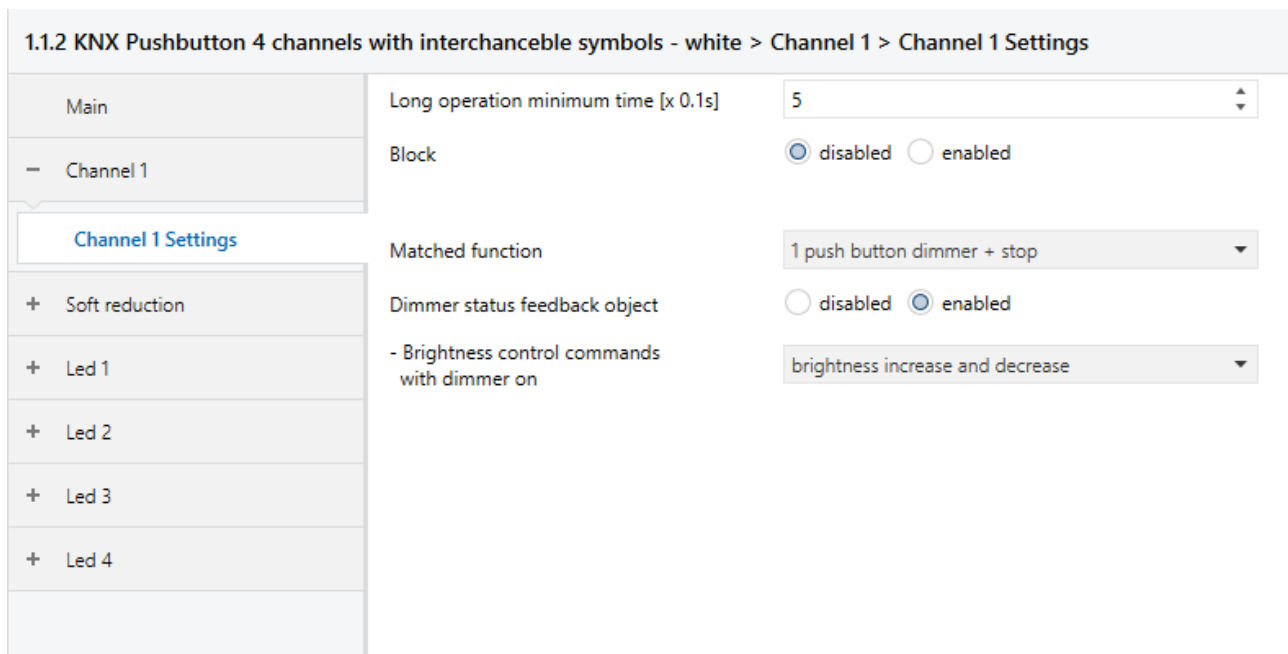 1.1.2 KNX Pushbutton 4 channels with interchanceble symbols - white > Channel 1 > Channel 1 Settings
Main
Long operation minimum time [x 0.1s]
5
Channel 1
Block
disabled
enabled
Channel 1 Settings
Matched function
1 push button dimmer + stop
Soft reduction
Dimmer status feedback object
disabled
enabled
Led 1
- Brightness control commands
with dimmer on
brightness increase and decrease
Led 2
Led 3
Led 4